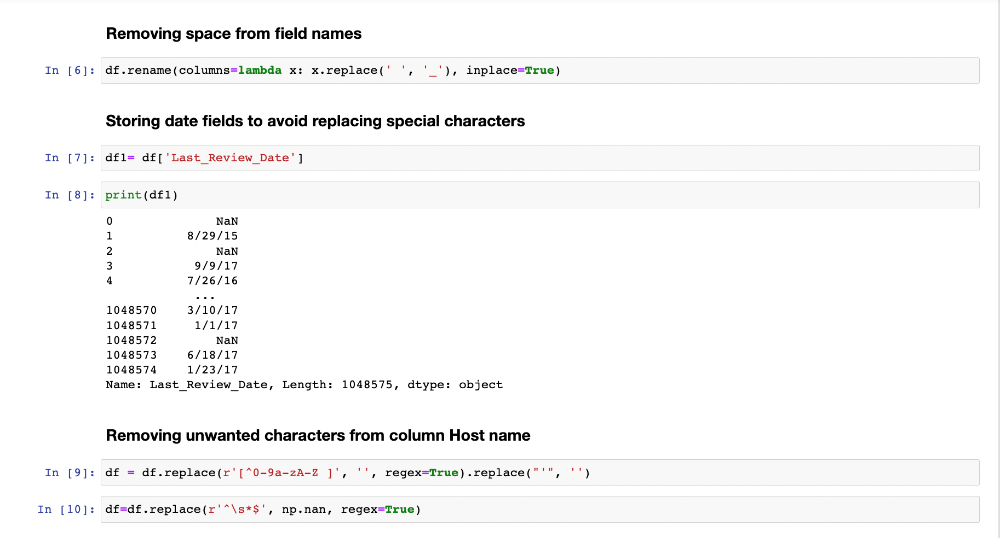 Removing space from field names
In [6]: df.rename(columns=lambda x: x.replace(' ', '_'), inplace=True)
Storing date fields to avoid replacing special characters
In [7]: df1= df['Last_Review_Date']
In [8]: print(df1)
0 NaN
1 8/29/15
2 NaN
3 9/9/17
4 7/26/16
...
1048570 3/10/17
1048571 1/1/17
1048572 NaN
1048573 6/18/17
1048574 1/23/17
Name: Last_Review_Date, Length: 1048575, dtype: object
Removing unwanted characters from column Host name
In [9]: df = df.replace(r'[^0-9a-zA-Z ]', '', regex=True).replace("'", '')
In [10]: df=df.replace(r'^\s*$', np.nan, regex=True)